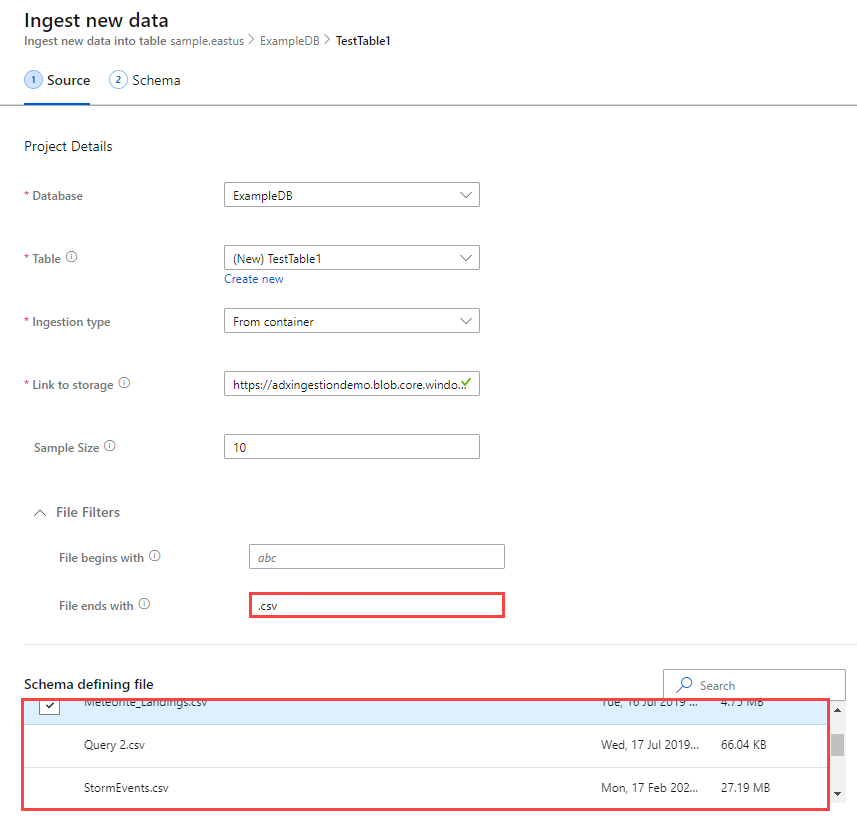 Ingest new data
Ingest new data into table sample.eastus > ExampleDB > TestTable1
1 Source 2 Schema
Project Details
* Database ExampleDB
* Table (New) TestTable1
Create new
* Ingestion type From container
* Link to storage https://adxingestiondemo.blob.core.windo...
Sample Size 10
File Filters
File begins with abc
File ends with .csv
Schema defining file Search
Meteorite_Landings.csv Tue, 16 Jul 2019 ... 4.75 MB
Query 2.csv Wed, 17 Jul 2019... 66.04 KB
StormEvents.csv Mon, 17 Feb 202... 27.19 MB